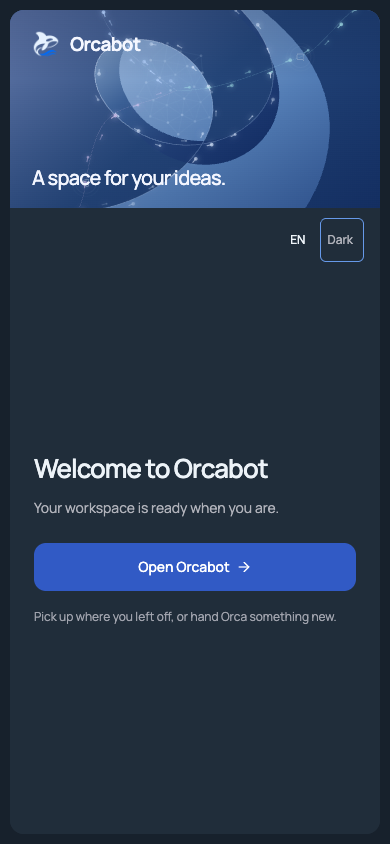 Orcabot
A space for your ideas.
EN
Dark
Welcome to Orcabot
Your workspace is ready when you are.
Open Orcabot →
Pick up where you left off, or hand Orca something new.